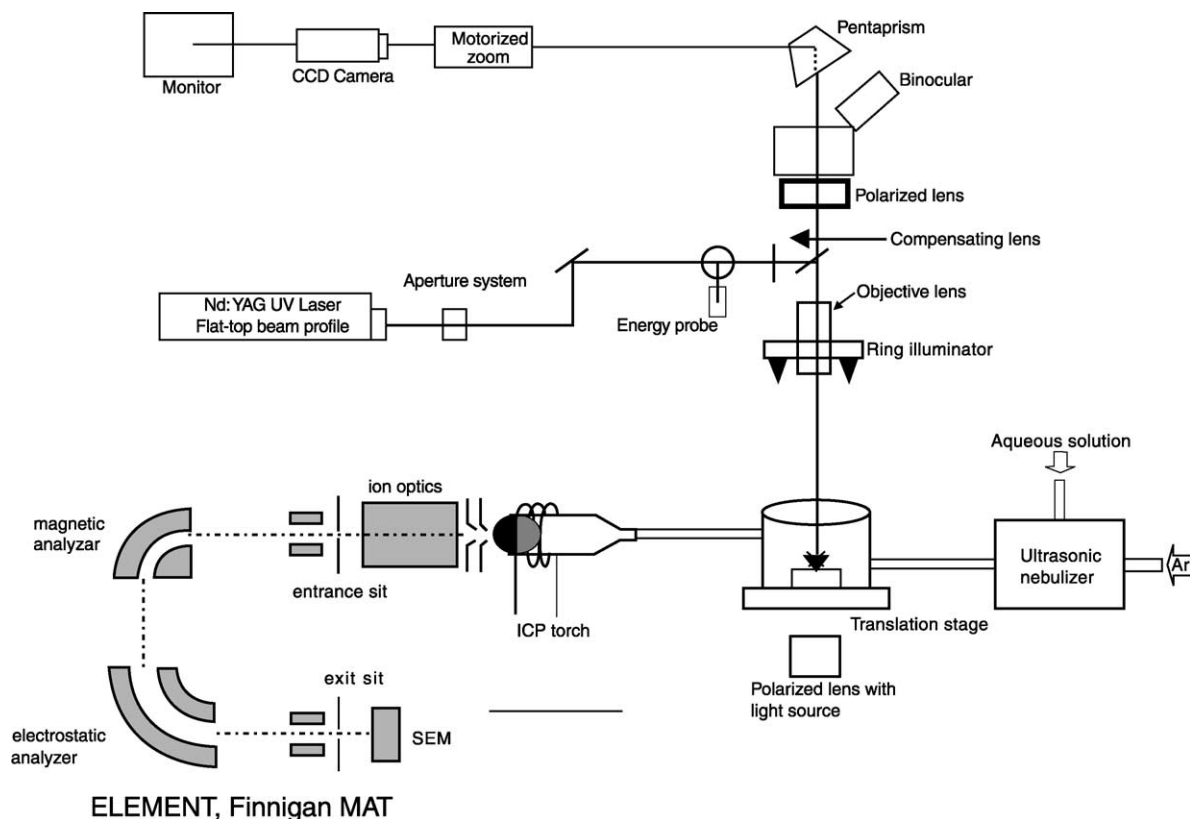 Pentaprism
Motorized
zoom
Monitor
CCD Camera
Binocular
Polarized lens
Compensating lens
Aperture system
Nd: YAG UV Laser
Flat-top beam profile
Energy probe
Objective lens
Ring illuminator
Aqueous solution
ion optics
magnetic
analyzar
entrance sit
ICP torch
Ultrasonic
nebulizer
Ar
Translation stage
Polarized lens with
light source
exit sit
electrostatic
analyzer
SEM
ELEMENT, Finnigan MAT